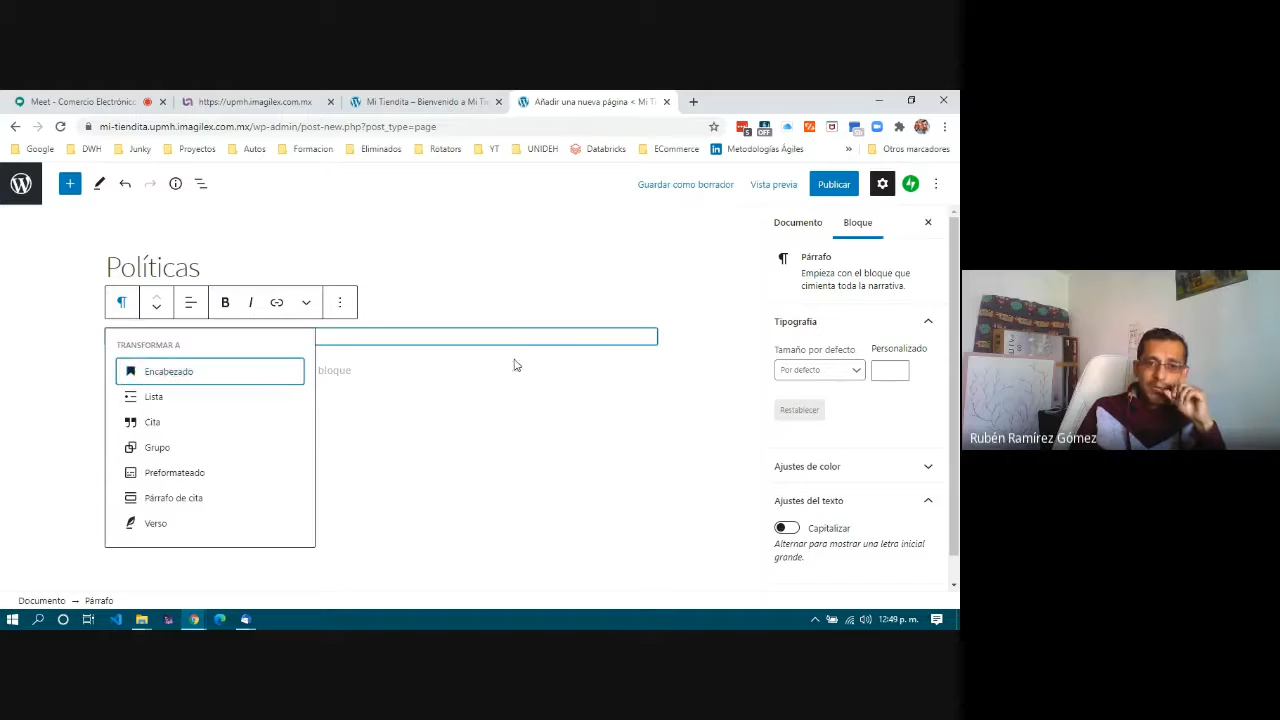 Meet - Comercio Electrónic
https://upmh.imagilex.com.mx
Mi Tiendita – Bienvenido a Mi Ti
Añadir una nueva página < Mi Ti
mi-tiendita.upmh.imagilex.com.mx/wp-admin/post-new.php?post_type=page
5
OFF
Google
DWH
Junky
Proyectos
Autos
Formacion
Eliminados
Rotators
YT
UNIDEH
Databricks
ECommerce
Metodologías Ágiles
»
Otros marcadores
Guardar como borrador
Vista previa
Publicar
Documento
Bloque
Políticas
Párrafo
Empieza con el bloque que
cimienta toda la narrativa.
B
I
TRANSFORMAR A
Encabezado
Lista
Cita
Grupo
Preformateado
Párrafo de cita
Verso
bloque
Tipografía
Tamaño por defecto
Personalizado
Por defecto
Restablecer
Ajustes de color
Ajustes del texto
Capitalizar
Alternar para mostrar una letra inicial
grande.
Documento → Párrafo
12:49 p. m.
Rubén Ramírez Gómez